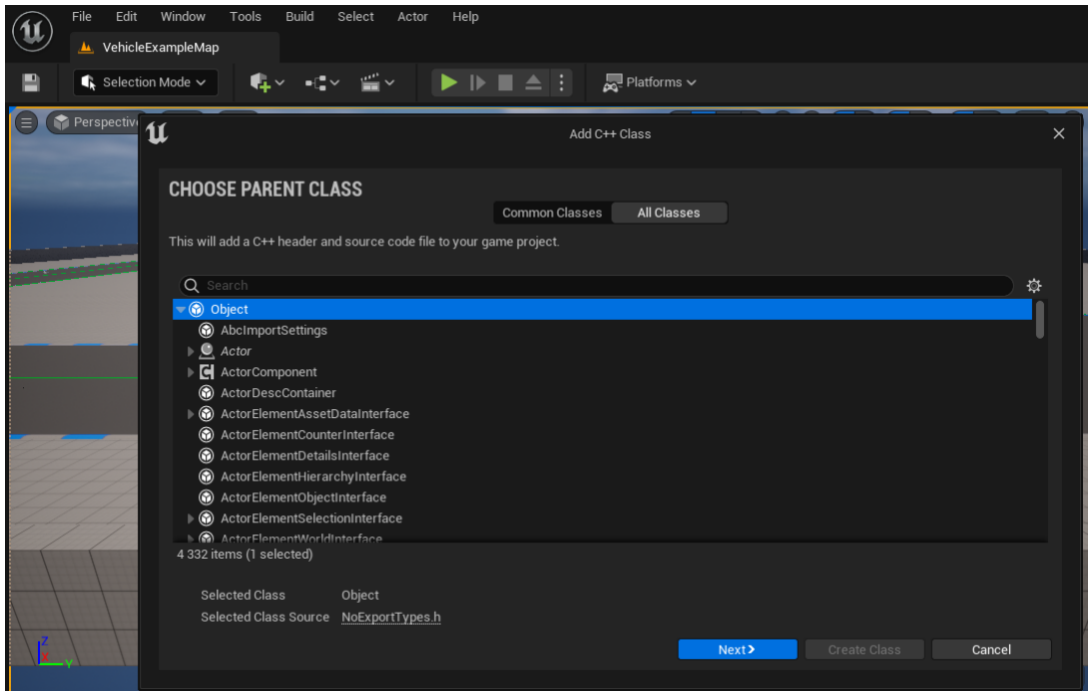 File Edit Window Tools Build Select Actor Help
VehicleExampleMap
Selection Mode Platforms
Perspectiv
Add C++ Class
CHOOSE PARENT CLASS
Common Classes All Classes
This will add a C++ header and source code file to your game project.
Search
Object
AbcImportSettings
Actor
ActorComponent
ActorDescContainer
ActorElementAssetDataInterface
ActorElementCounterInterface
ActorElementDetailsInterface
ActorElementHierarchyInterface
ActorElementObjectInterface
ActorElementSelectionInterface
ActorElementWorldInterface
4 332 items (1 selected)
Selected Class Object
Selected Class Source NoExportTypes.h
Next Create Class Cancel
Z
X
Y